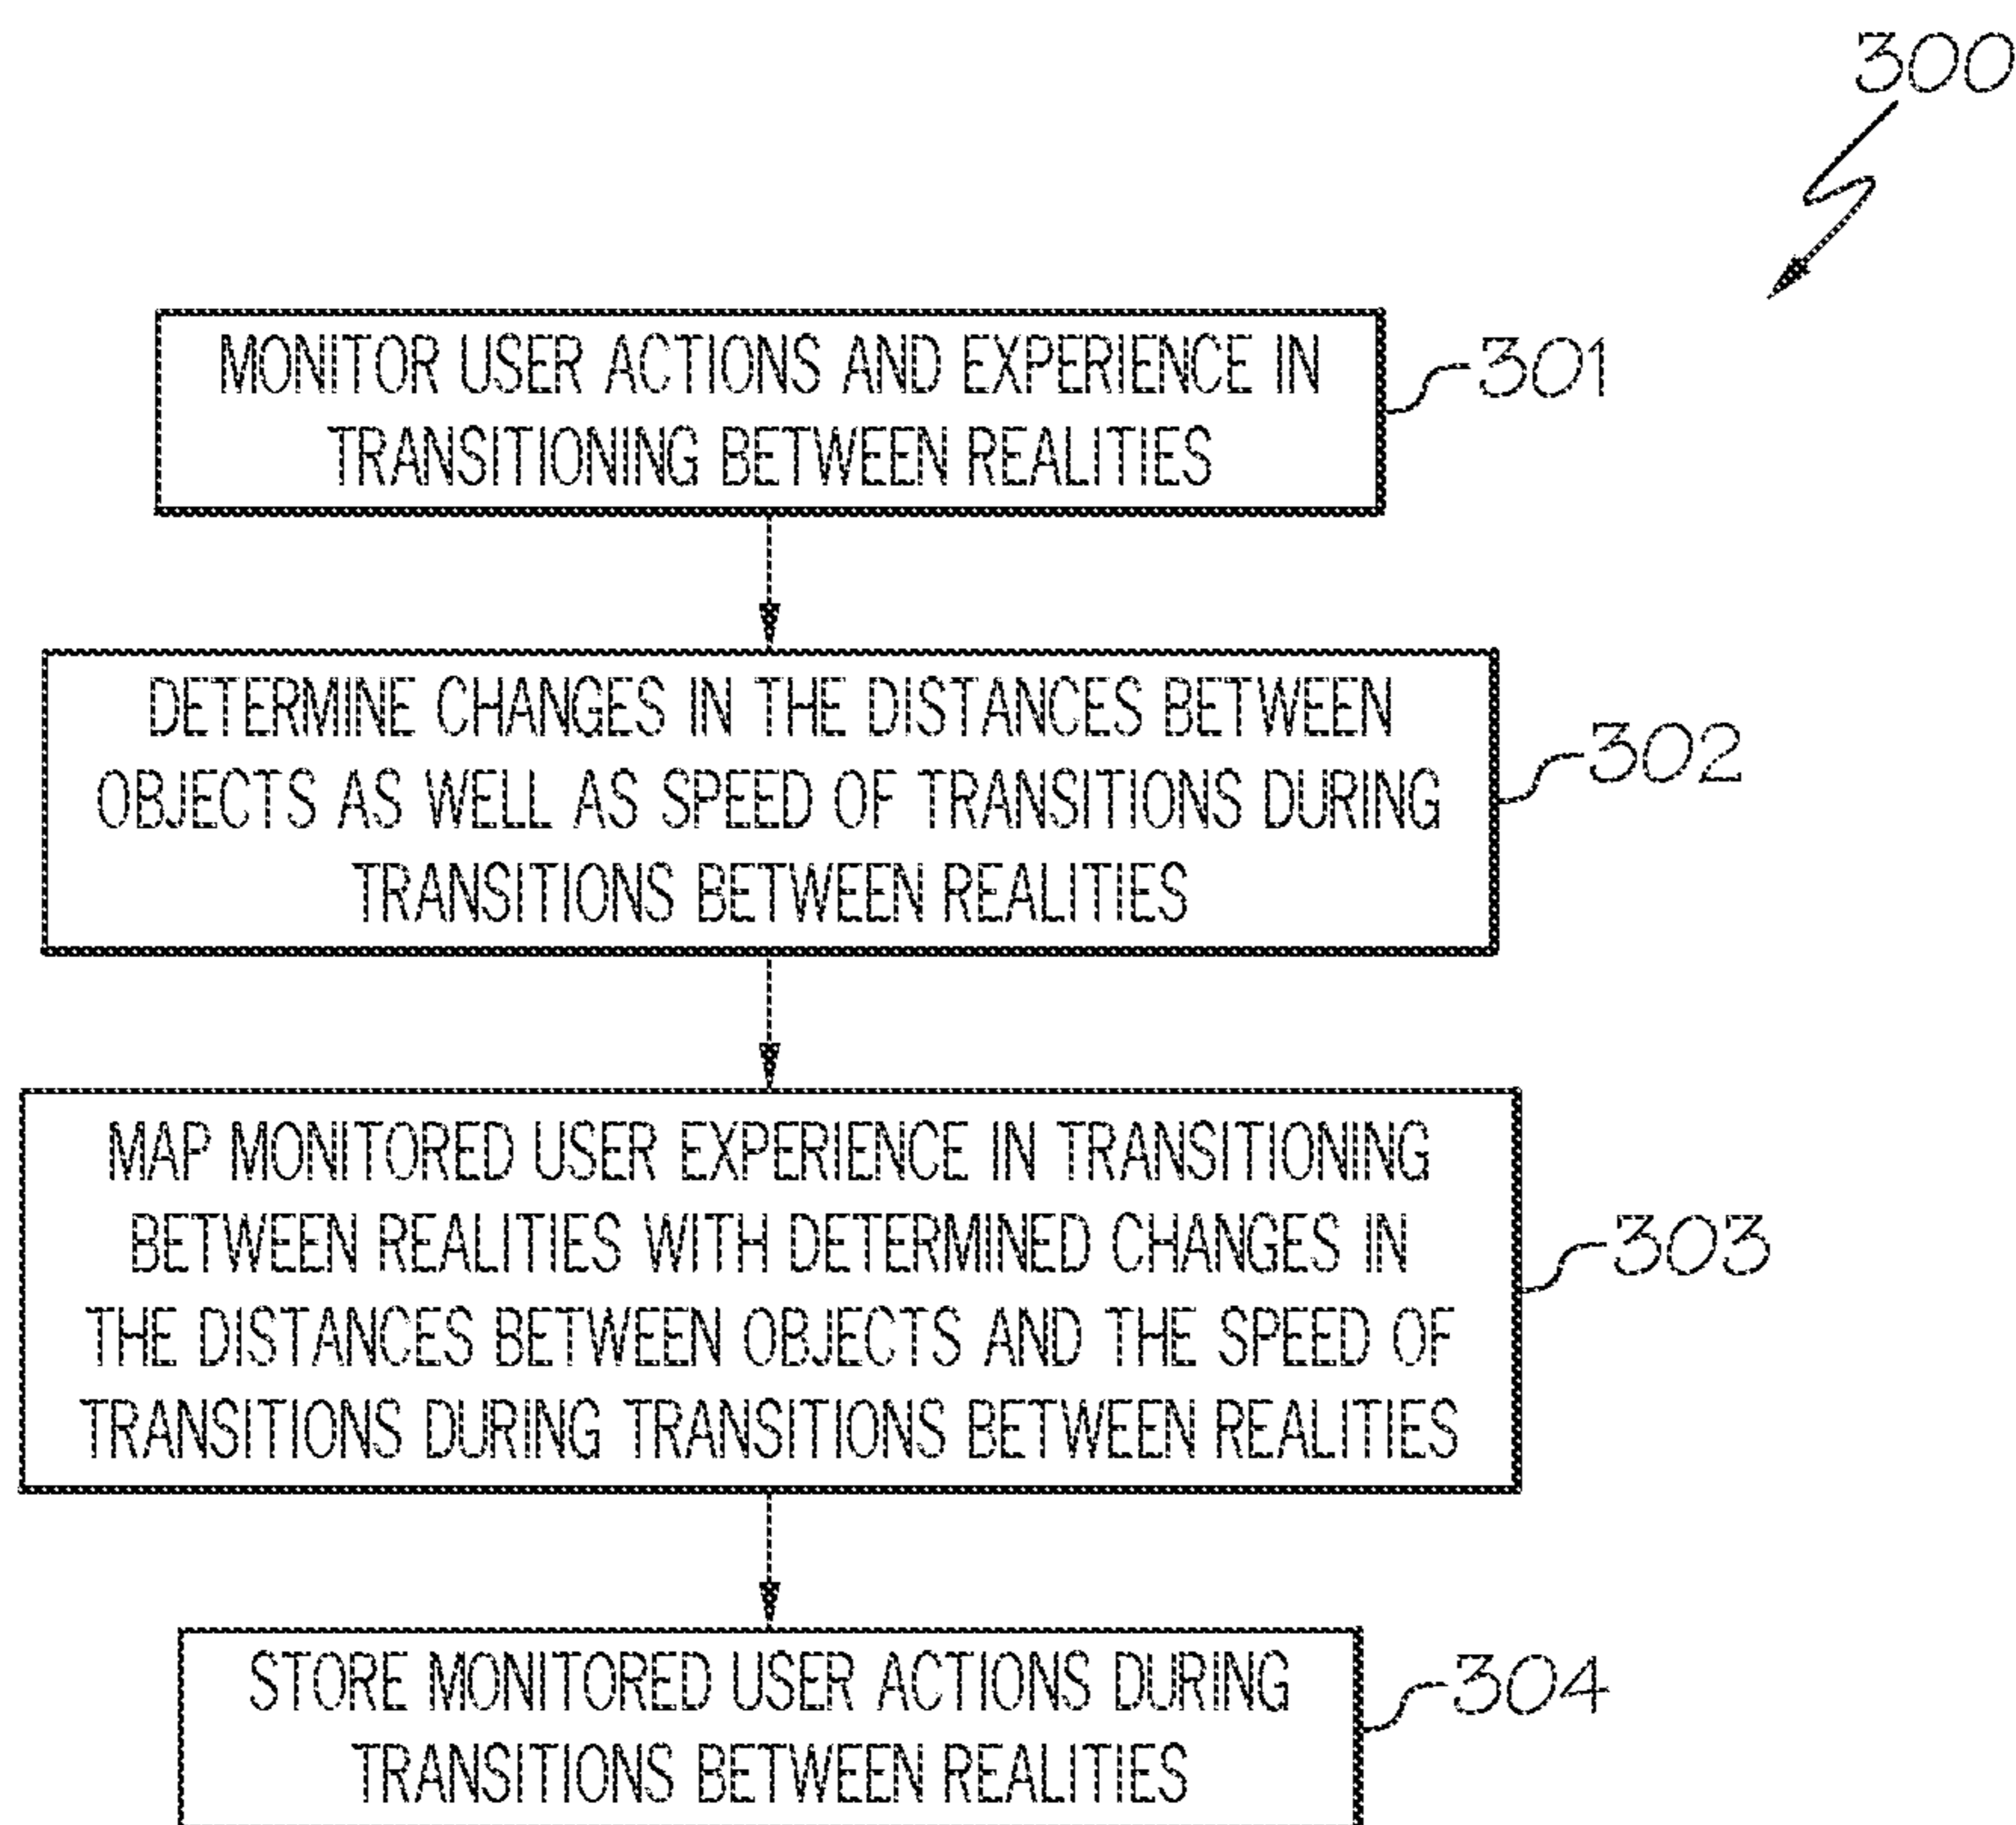 300
MONITOR USER ACTIONS AND EXPERIENCE IN
TRANSITIONING BETWEEN REALITIES
301
DETERMINE CHANGES IN THE DISTANCES BETWEEN
OBJECTS AS WELL AS SPEED OF TRANSITIONS DURING
TRANSITIONS BETWEEN REALITIES
302
MAP MONITORED USER EXPERIENCE IN TRANSITIONING
BETWEEN REALITIES WITH DETERMINED CHANGES IN
THE DISTANCES BETWEEN OBJECTS AND THE SPEED OF
TRANSITIONS DURING TRANSITIONS BETWEEN REALITIES
303
STORE MONITORED USER ACTIONS DURING
TRANSITIONS BETWEEN REALITIES
304